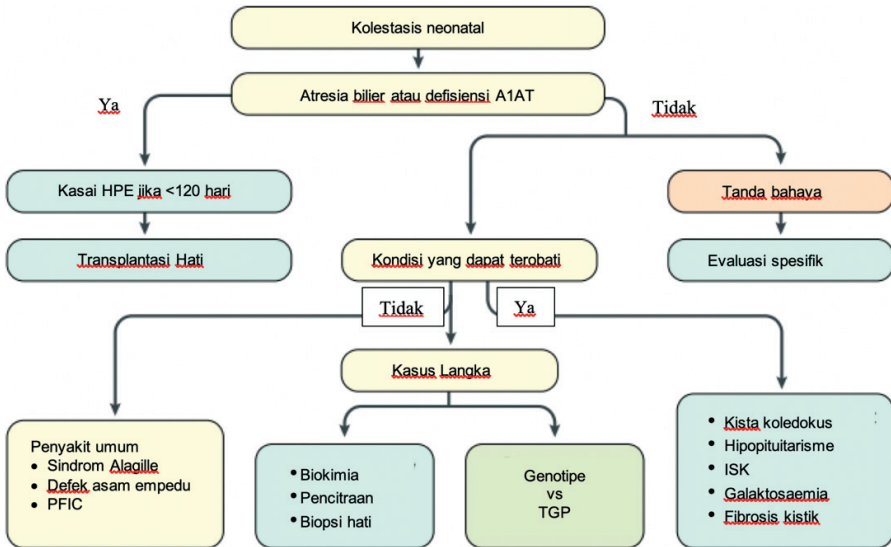 Kolestasis neonatal
Atresia bilier atau defisiensi A1AT
Ya
Tidak
Kasai HPE jika <120 hari
Tanda bahaya
Transplantasi Hati
Kondisi yang dapat terobati
Evaluasi spesifik
Tidak
Ya
Kasus Langka
Penyakit umum
• Sindrom Alagille
• Defek asam empedu
• PFIC
• Biokimia
• Pencitraan
• Biopsi hati
Genotipe
vs
TGP
• Kista koledokus
• Hipopituitarisme
• ISK
• Galaktosaemia
• Fibrosis kistik